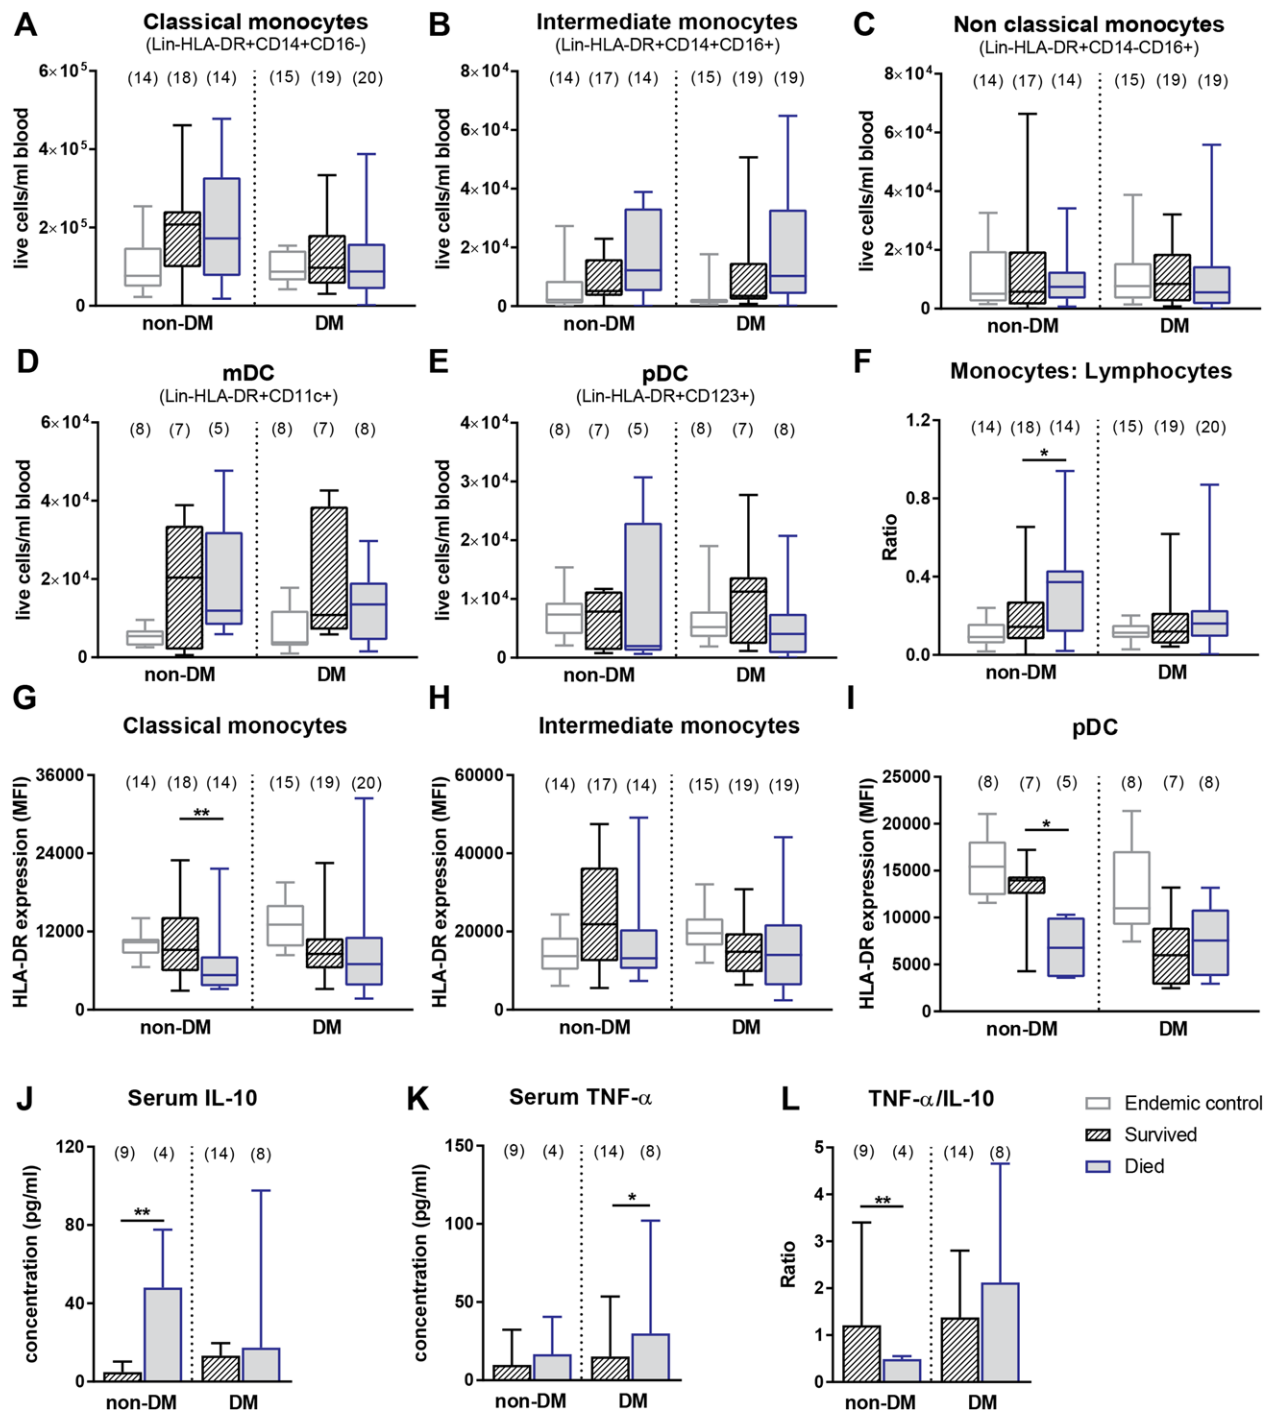 A Classical monocytes
(Lin-HLA-DR+CD14+CD16-)
live cells/ml blood
6×10⁵
4×10⁵
2×10⁵
0
(14) (18) (14) (15) (19) (20)
non-DM DM
B Intermediate monocytes
(Lin-HLA-DR+CD14+CD16+)
live cells/ml blood
8×10⁴
6×10⁴
4×10⁴
2×10⁴
0
(14) (17) (14) (15) (19) (19)
non-DM DM
C Non classical monocytes
(Lin-HLA-DR+CD14-CD16+)
live cells/ml blood
8×10⁴
6×10⁴
4×10⁴
2×10⁴
0
(14) (17) (14) (15) (19) (19)
non-DM DM
D mDC
(Lin-HLA-DR+CD11c+)
live cells/ml blood
6×10⁴
4×10⁴
2×10⁴
0
(8) (7) (5) (8) (7) (8)
non-DM DM
E pDC
(Lin-HLA-DR+CD123+)
live cells/ml blood
4×10⁴
3×10⁴
2×10⁴
1×10⁴
0
(8) (7) (5) (8) (7) (8)
non-DM DM
F Monocytes: Lymphocytes
Ratio
1.2
0.8
0.4
0.0
(14) (18) (14) (15) (19) (20)
*
non-DM DM
G Classical monocytes
HLA-DR expression (MFI)
36000
24000
12000
0
(14) (18) (14) (15) (19) (20)
**
non-DM DM
H Intermediate monocytes
HLA-DR expression (MFI)
60000
40000
20000
0
(14) (17) (14) (15) (19) (19)
non-DM DM
I pDC
HLA-DR expression (MFI)
25000
20000
15000
10000
5000
0
(8) (7) (5) (8) (7) (8)
*
non-DM DM
J Serum IL-10
concentration (pg/ml)
120
80
40
0
(9) (4) (14) (8)
**
non-DM DM
K Serum TNF-α
concentration (pg/ml)
150
100
50
0
(9) (4) (14) (8)
*
non-DM DM
L TNF-α/IL-10
Ratio
5
4
3
2
1
0
(9) (4) (14) (8)
**
non-DM DM
Endemic control
Survived
Died